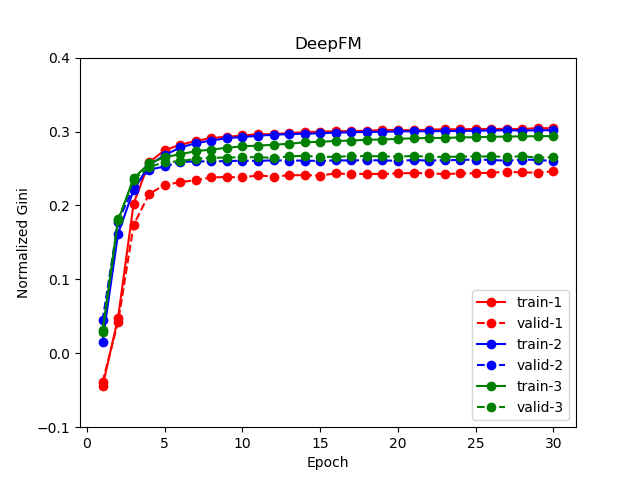 DeepFM
Normalized Gini
0.4
0.3
0.2
0.1
0.0
−0.1
0
5
10
15
20
25
30
Epoch
train-1
valid-1
train-2
valid-2
train-3
valid-3